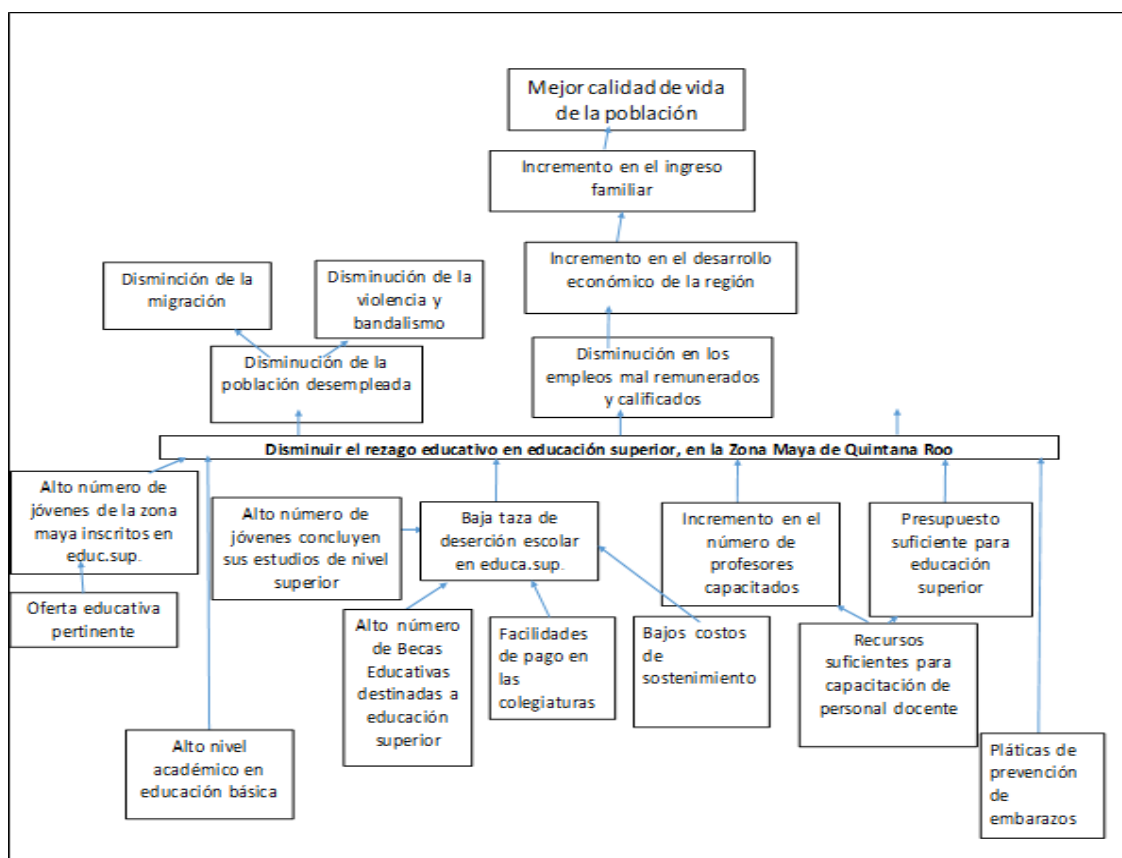 Mejor calidad de vida
de la población
Incremento en el ingreso
familiar
Incremento en el desarrollo
económico de la región
Disminción de la
migración
Disminución de la
violencia y
bandalismo
Disminución de la
población desempleada
Disminución en los
empleos mal remunerados
y calificados
Disminuir el rezago educativo en educación superior, en la Zona Maya de Quintana Roo
Alto número de
jóvenes de la zona
maya inscritos en
educ.sup.
Alto número de
jóvenes concluyen
sus estudios de nivel
superior
Baja taza de
deserción escolar
en educa.sup.
Incremento en el
número de
profesores
capacitados
Presupuesto
suficiente para
educación
superior
Oferta educativa
pertinente
Alto número
de Becas
Educativas
destinadas a
educación
superior
Facilidades
de pago en
las
colegiaturas
Bajos costos
de
sostenimiento
Recursos
suficientes para
capacitación de
personal docente
Alto nivel
académico en
educación básica
Pláticas de
prevención
de
embarazos